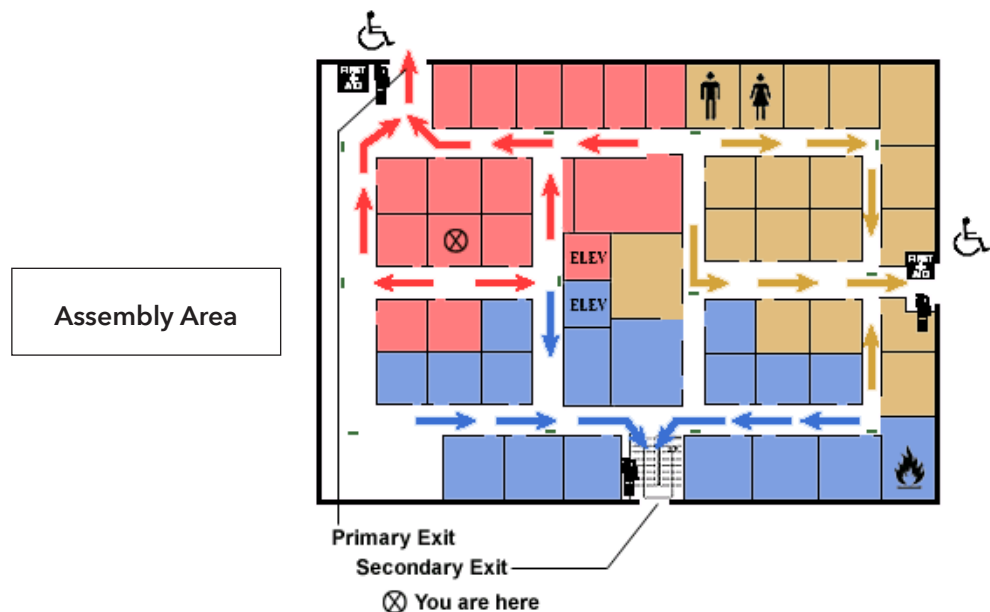 FIRST
AID
ELEV
FIRST
AID
Assembly Area
ELEV
Primary Exit
Secondary Exit
You are here